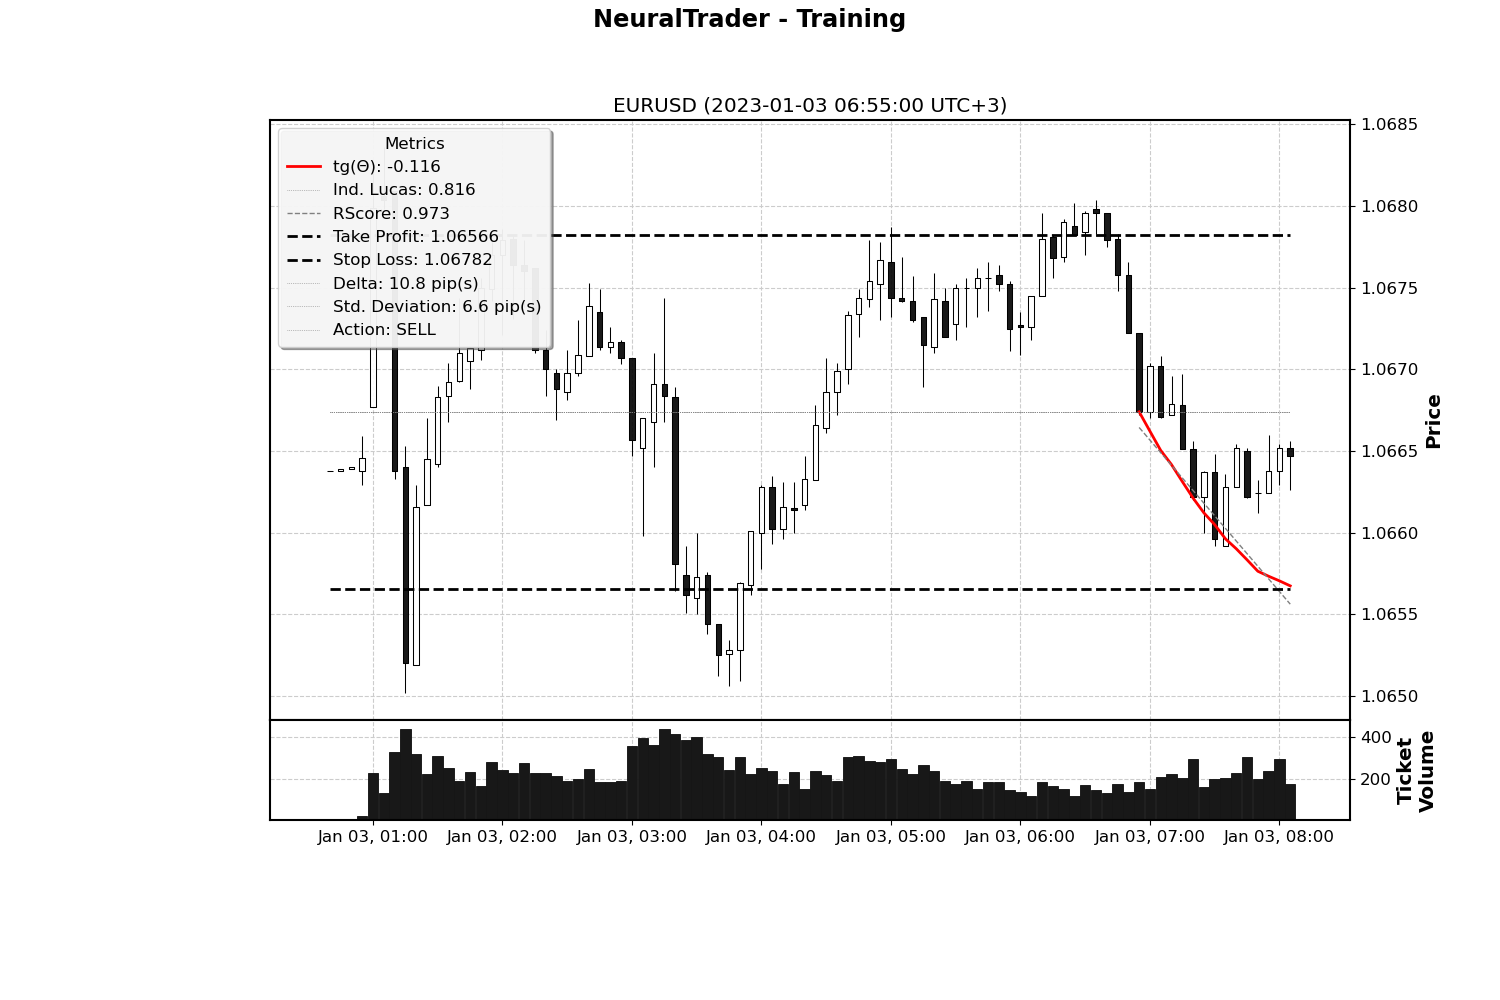 NeuralTrader - Training
EURUSD (2023-01-03 06:55:00 UTC+3)
Metrics
tg(Θ): -0.116
Ind. Lucas: 0.816
RScore: 0.973
Take Profit: 1.06566
Stop Loss: 1.06782
Delta: 10.8 pip(s)
Std. Deviation: 6.6 pip(s)
Action: SELL
1.0685
1.0680
1.0675
1.0670
1.0665
1.0660
1.0655
1.0650
Price
400
200
Ticket
Volume
Jan 03, 01:00
Jan 03, 02:00
Jan 03, 03:00
Jan 03, 04:00
Jan 03, 05:00
Jan 03, 06:00
Jan 03, 07:00
Jan 03, 08:00